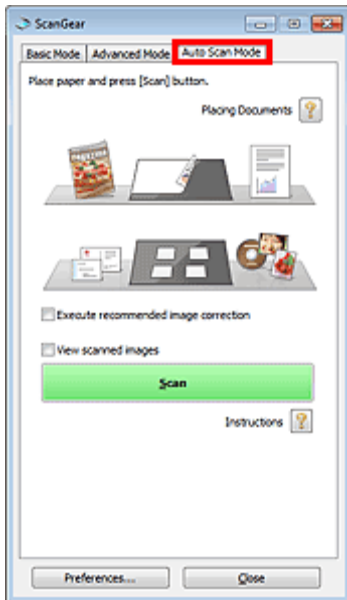 ScanGear
Basic Mode Advanced Mode Auto Scan Mode
Place paper and press [Scan] button.
Placing Documents ?
magazine
Execute recommended image correction
View scanned images
Scan
Instructions ?
Preferences... Close